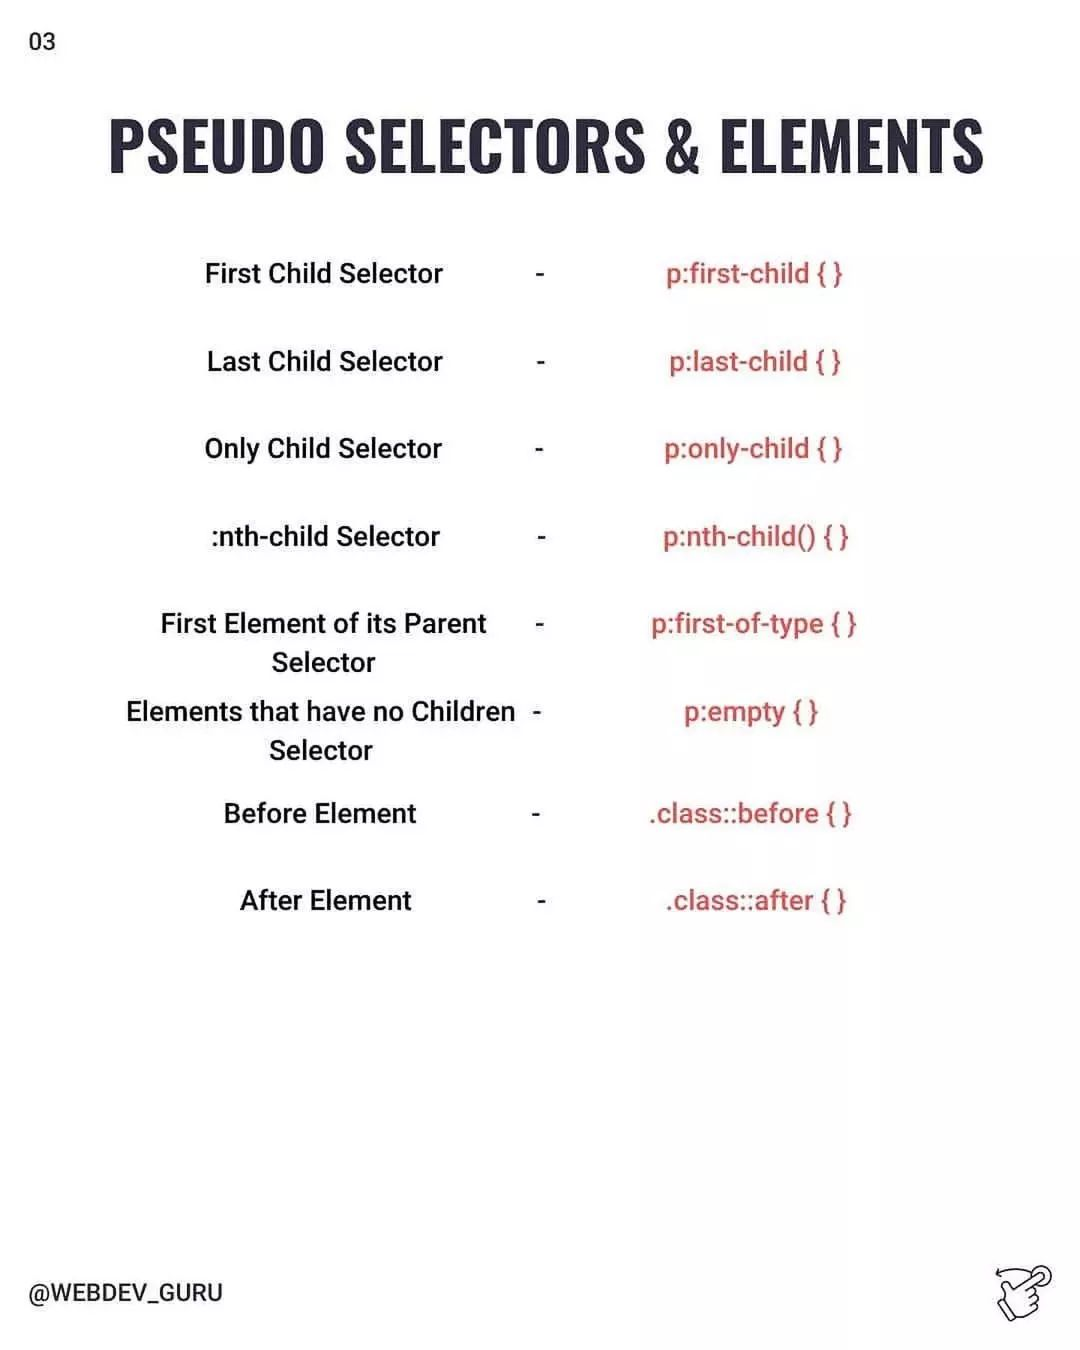 03
PSEUDO SELECTORS & ELEMENTS
First Child Selector - p:first-child { }
Last Child Selector - p:last-child { }
Only Child Selector - p:only-child { }
:nth-child Selector - p:nth-child() { }
First Element of its Parent - p:first-of-type { }
Selector
Elements that have no Children - p:empty { }
Selector
Before Element - .class::before { }
After Element - .class::after { }
@WEBDEV_GURU